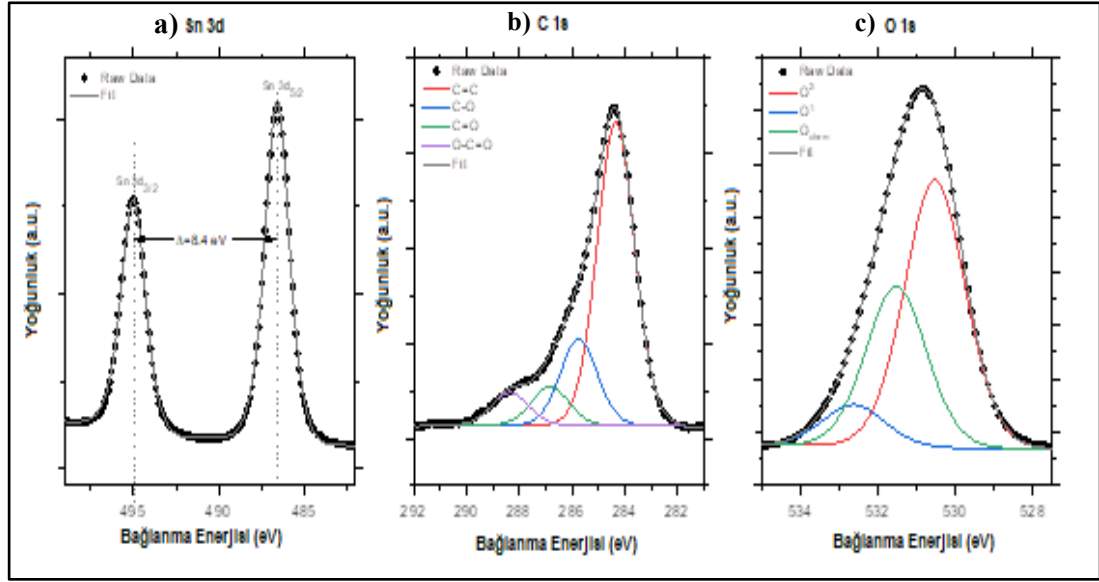 a) Sn 3d
Raw Data
Fit
Sn 3d5/2
Sn 3d3/2
Δ=8.4 eV
Yoğunluk (a.u.)
495
490
485
Bağlanma Enerjisi (eV)
b) C 1s
Raw Data
C=C
C-O
C=O
O-C=O
Fit
Yoğunluk (a.u.)
292
290
288
286
284
282
Bağlanma Enerjisi (eV)
c) O 1s
Raw Data
O
O
O
Fit
Yoğunluk (a.u.)
534
532
530
528
Bağlanma Enerjisi (eV)